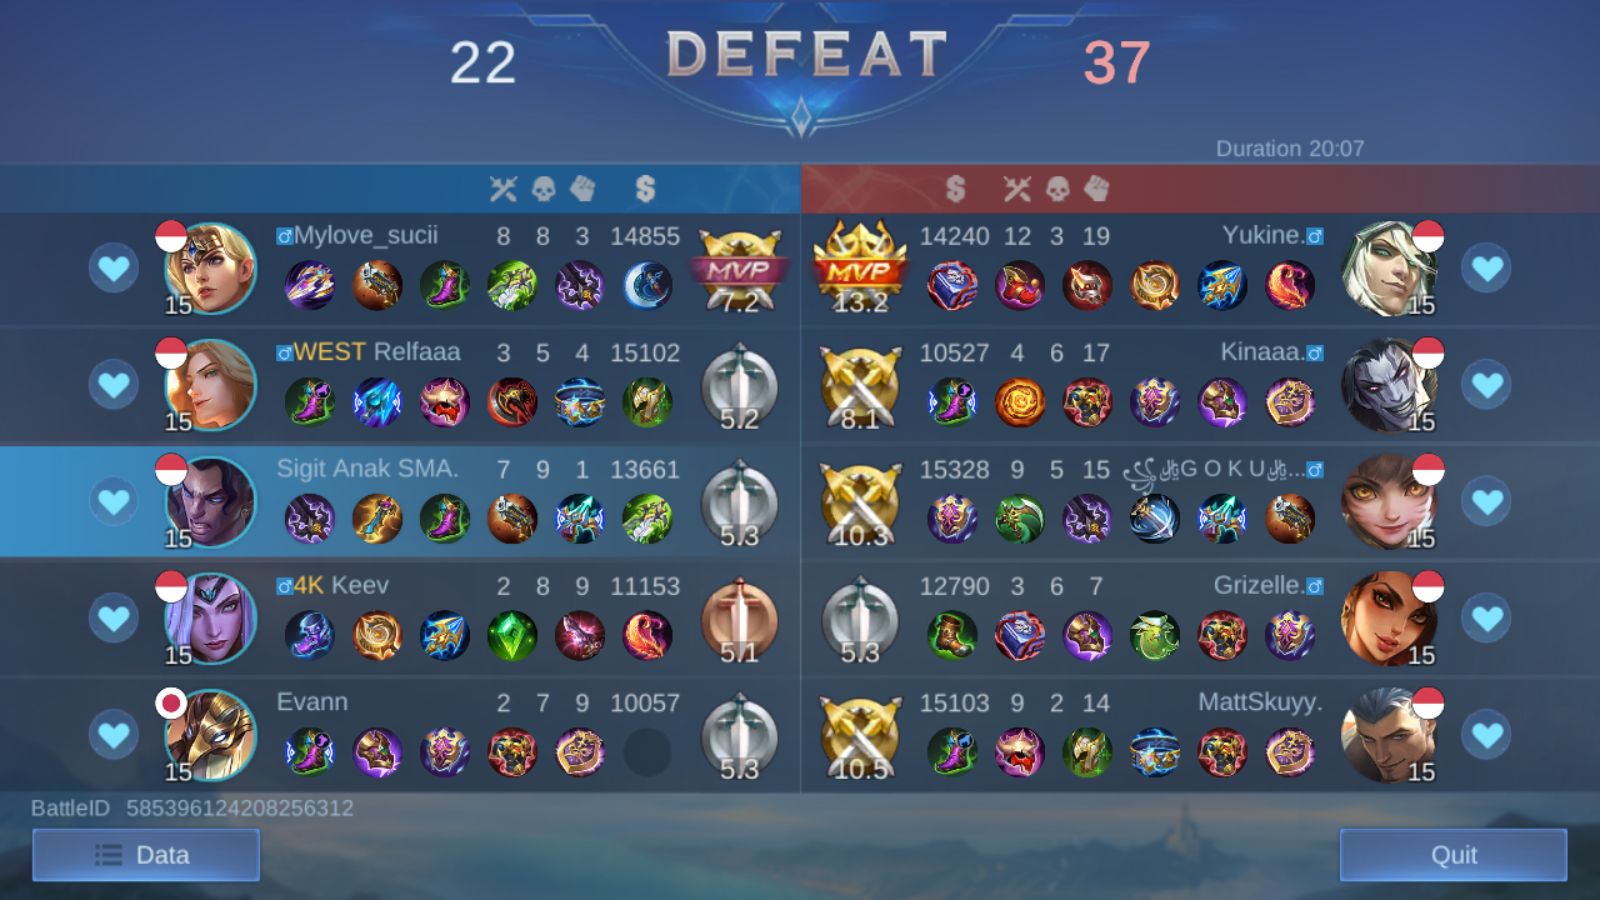 22 DEFEAT 37
Duration 20:07
Mylove_sucii 8 8 3 14855 MVP 7.2 15
MVP 13.2 14240 12 3 19 Yukine. 15
WEST Relfaaa 3 5 4 15102 5.2 15
8.1 10527 4 6 17 Kinaaa. 15
Sigit Anak SMA. 7 9 1 13661 5.3 15
10.3 15328 9 5 15 G O K U ... 15
4K Keev 2 8 9 11153 5.1 15
5.3 12790 3 6 7 Grizelle. 15
Evann 2 7 9 10057 5.3 15
10.5 15103 9 2 14 MattSkuyy. 15
BattleID 585396124208256312
Data Quit